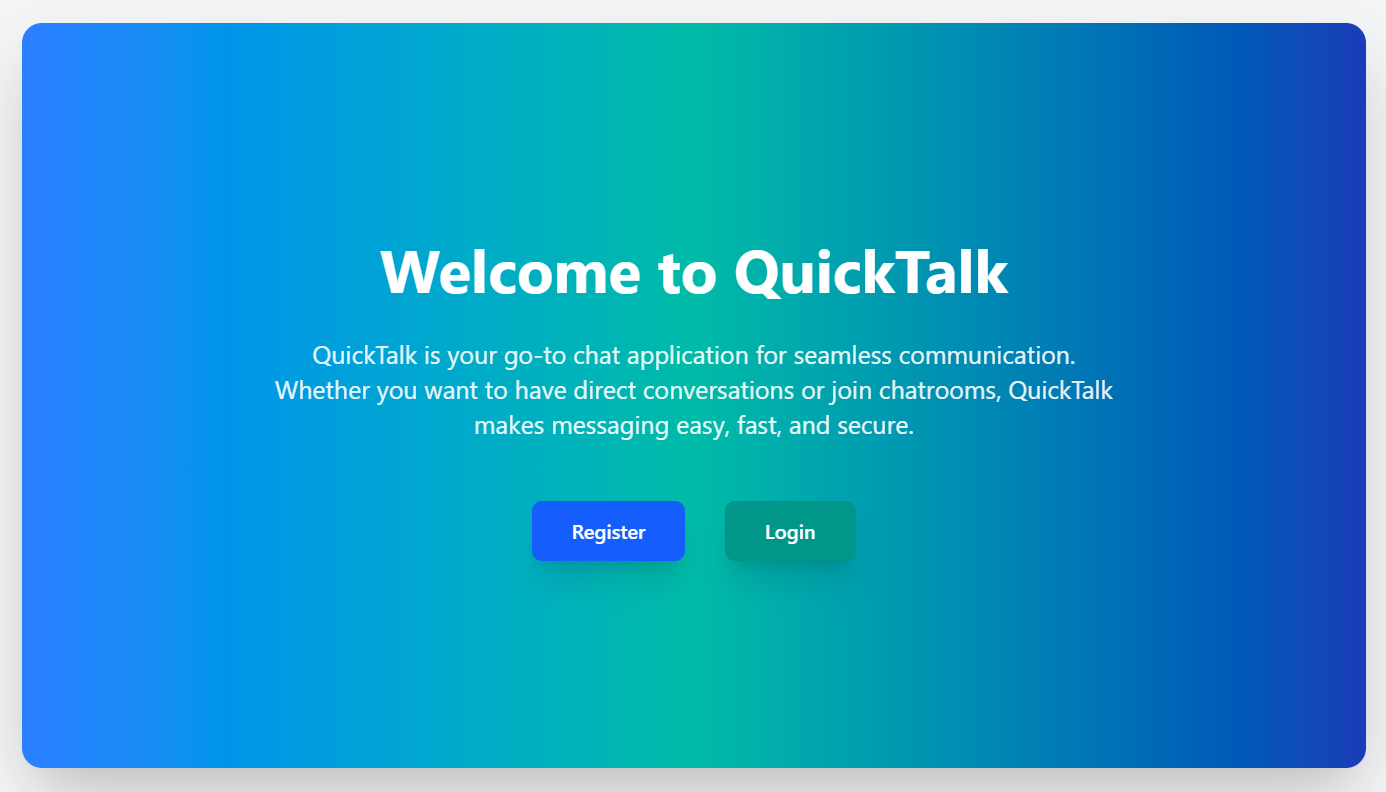 Welcome to QuickTalk
QuickTalk is your go-to chat application for seamless communication.
Whether you want to have direct conversations or join chatrooms, QuickTalk
makes messaging easy, fast, and secure.
Register
Login